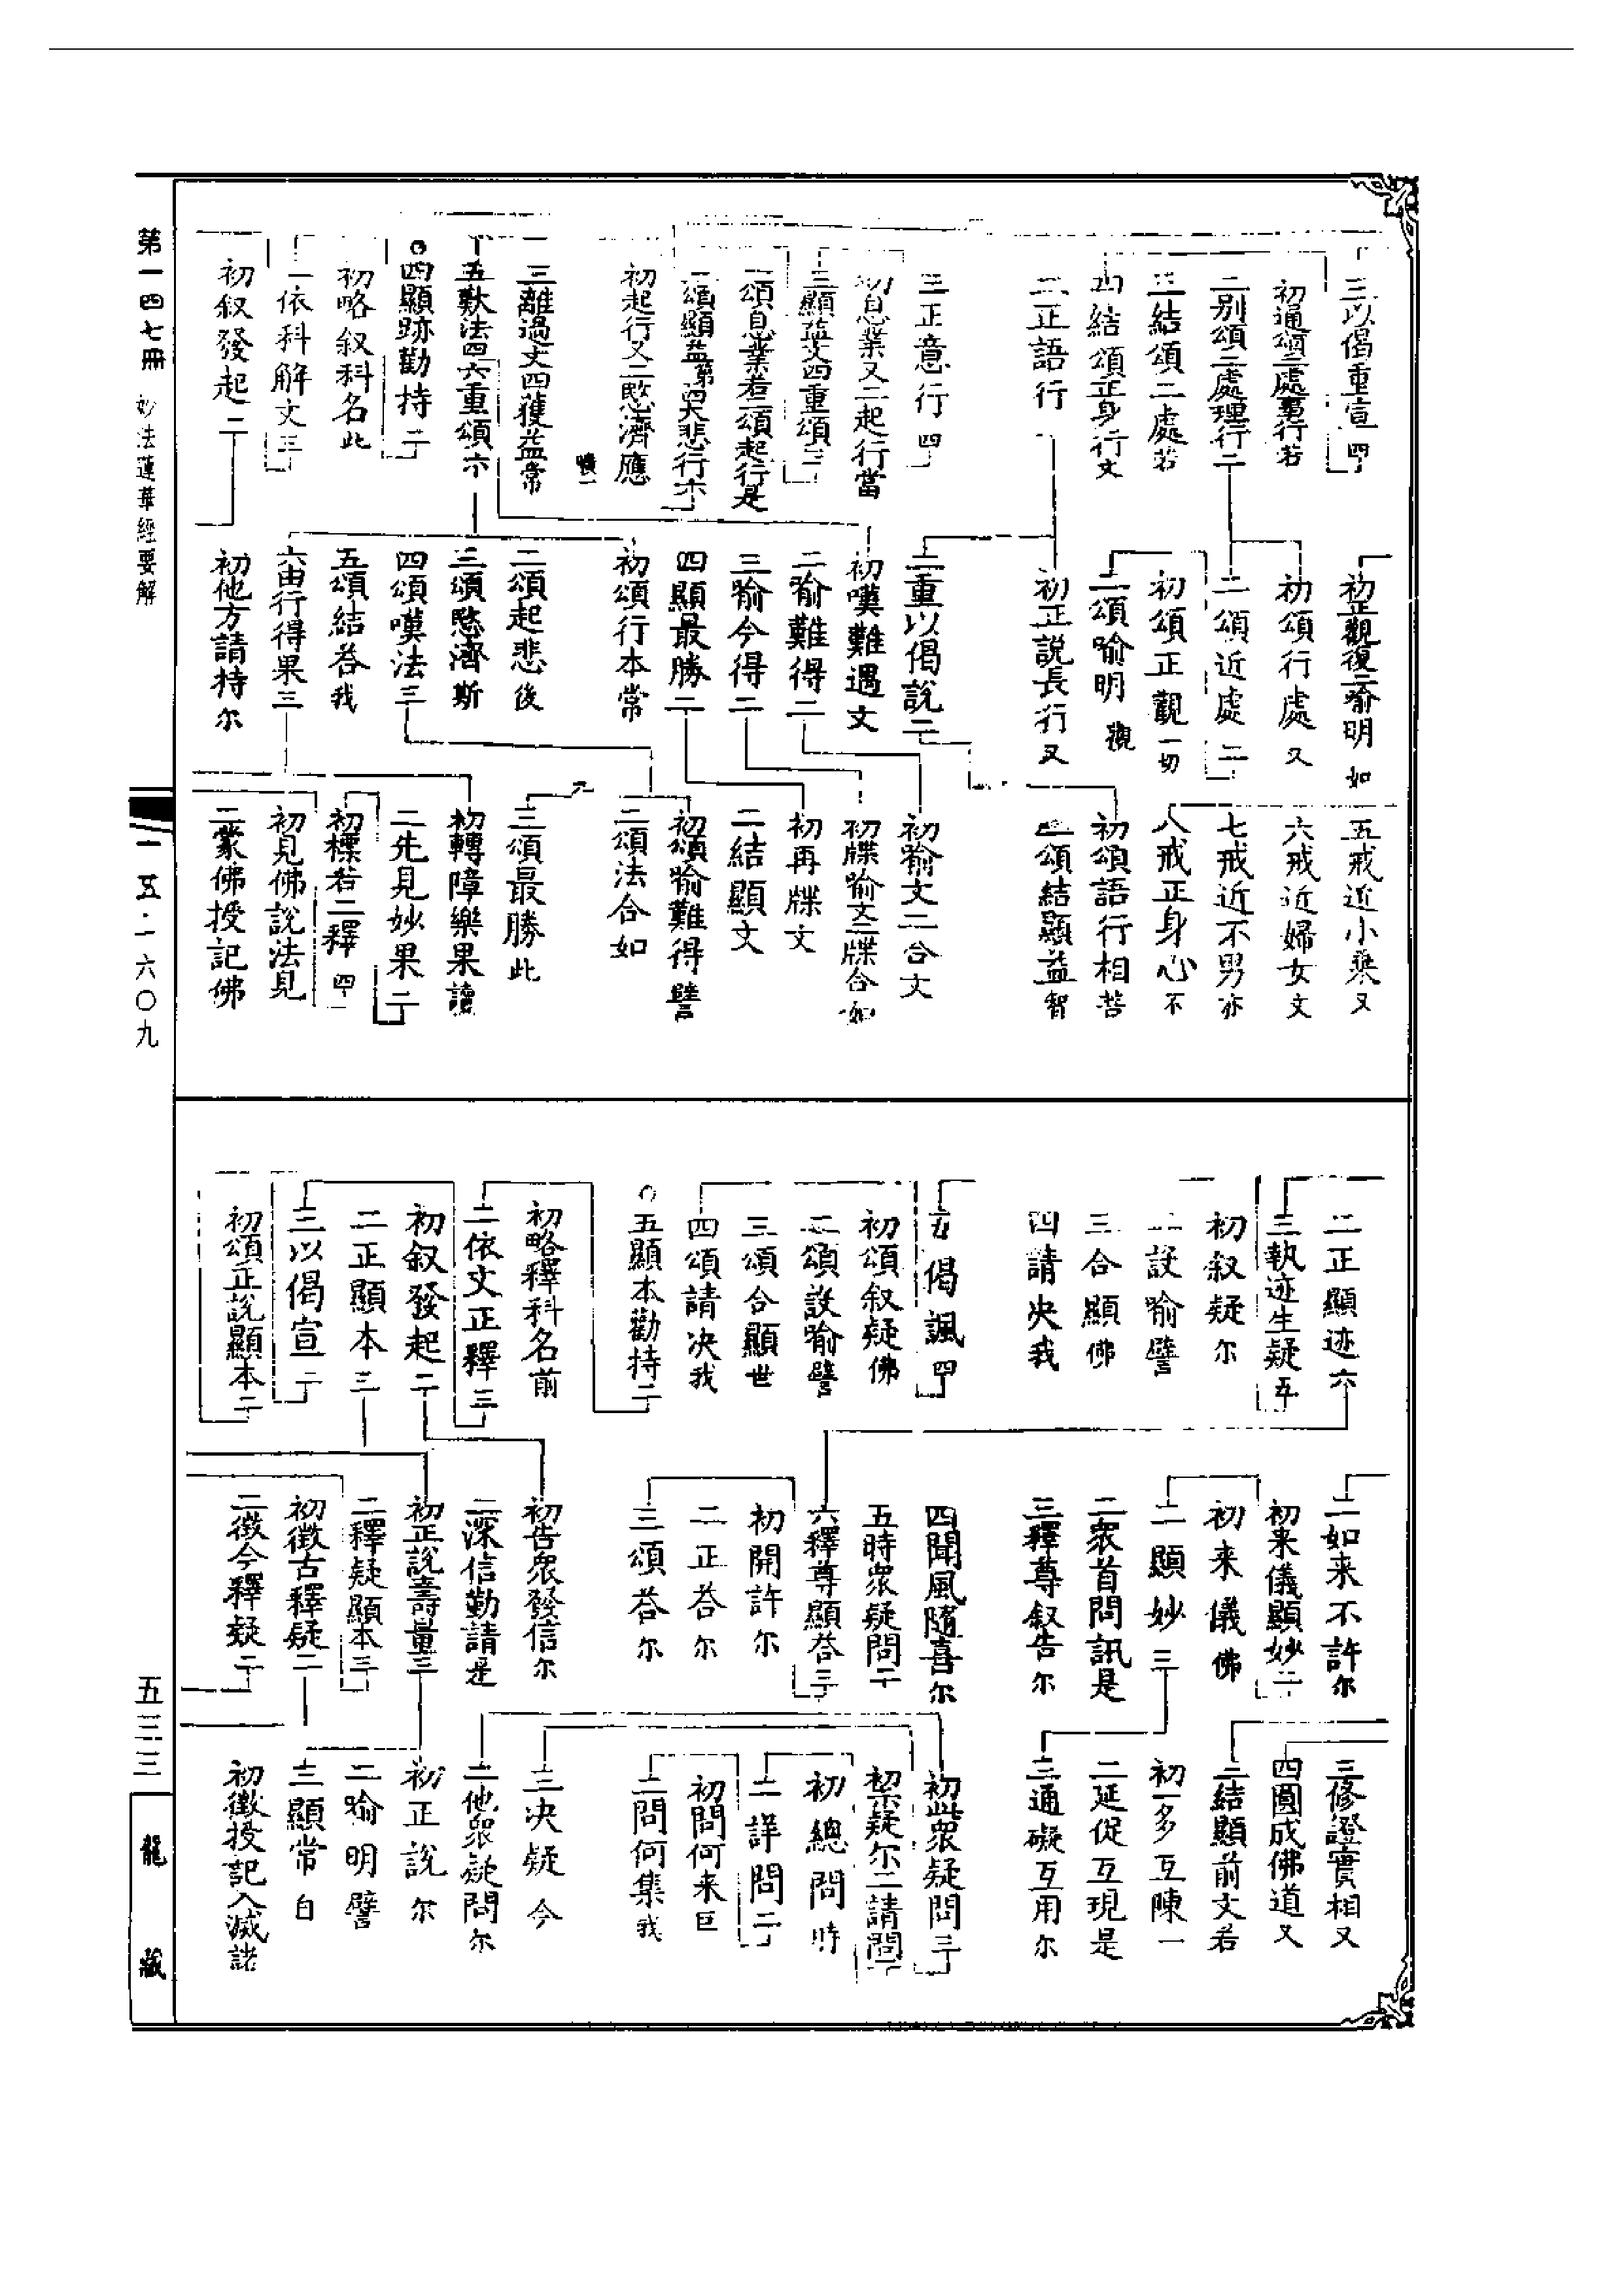 三以偈重宣四
初通頌二處事行若
二別頌二處理行二
三結頌二處若
四結頌正身行文
二正語行
三正意行四
初息業又二起行當
三顯益文四重頌三
初頌息業若二頌起行是
三頌顯益第四大悲行六
初起行又二愍濟應
三離過文四獲益常
五歎法四六重頌六
○四顯跡勸持二
初略叙科名此
二依科解文三
初叙發起二
初正觀復二喻明如
初頌行處又
二頌近處二
初頌正觀一切
二頌喻明觀
初正說長行又
二重以偈說二
初嘆難遇文
二喻難得二
三喻今得二
四顯最勝二
初頌行本常
二頌起悲後
三頌愍濟斯
四頌嘆法三
五頌結荅我
六由行得果三
初他方請持尔
五戒近小乘又
六戒近婦女文
七戒近不男亦
八戒正身心不
初頌語行相若
二頌結顯益智
初喻文二合文
初牒喻文二牒合如
初再牒文
二結顯文
初頌喻難得譬
二頌法合如
三頌最勝此
初轉障樂果讀
二先見妙果二
初標若二釋四
初見佛說法見
二蒙佛授記佛
二正顯迹六
三執迹生疑五
初叙疑尔
二設喻譬
三合顯佛
四請决我
五偈諷四
初頌叙疑佛
二頌設喻譬
三頌合顯世
四頌請决我
○五顯本勸持二
初略釋科名前
二依文正釋三
初叙發起二
二正顯本三
三以偈宣二
初頌正說顯本二
二如来不許尔
初来儀顯妙二
初来儀佛
二顯妙三
二衆首問訊是
三釋尊叙告尔
四聞風隨喜尔
五時衆疑問二
六釋尊顯荅三
初開許尔
二正荅尔
三頌荅尔
初告衆發信尔
二深信勤請是
初正說壽量三
二釋疑顯本三
初徵古釋疑二
二徵今釋疑二
三修證實相又
四圓成佛道又
三結顯前文若
初一多互陳一
二延促互現是
三通礙互用尔
初此衆疑問三
初懷疑尔二請問二
初總問時
二詳問二
初問何来巨
二問何集我
三决疑今
二他衆疑問尔
初正說尔
二喻明譬
三顯常自
初徵授記入滅諸
第一四七冊
妙法蓮華經要解
一五·一六〇九
五三三
龍藏